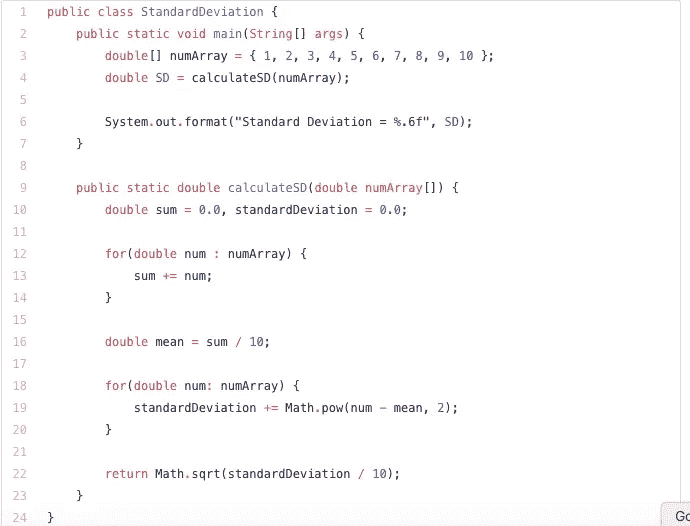 1 public class StandardDeviation {
2 public static void main(String[] args) {
3 double[] numArray = { 1, 2, 3, 4, 5, 6, 7, 8, 9, 10 };
4 double SD = calculateSD(numArray);
5
6 System.out.format("Standard Deviation = %.6f", SD);
7 }
8
9 public static double calculateSD(double numArray[]) {
10 double sum = 0.0, standardDeviation = 0.0;
11
12 for(double num : numArray) {
13 sum += num;
14 }
15
16 double mean = sum / 10;
17
18 for(double num: numArray) {
19 standardDeviation += Math.pow(num - mean, 2);
20 }
21
22 return Math.sqrt(standardDeviation / 10);
23 }
24 }